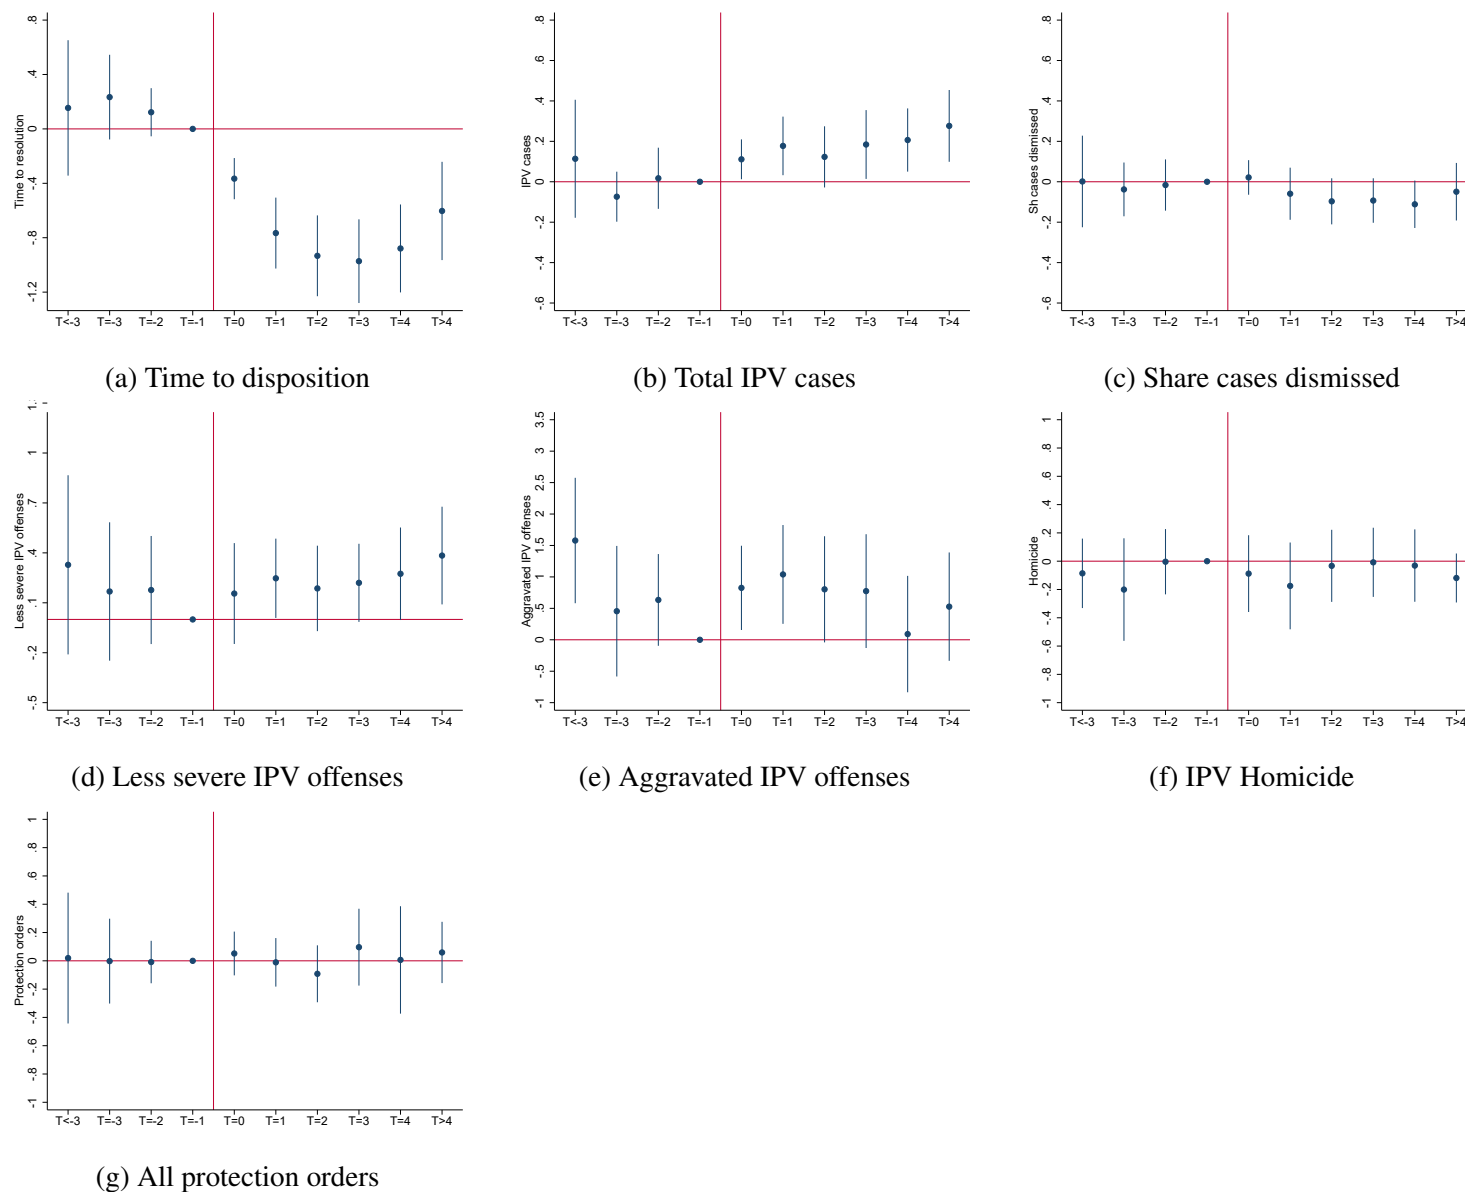 .8
.4
0
-.4
-.8
-1.2
Time to resolution
T<-3 T=-3 T=-2 T=-1 T=0 T=1 T=2 T=3 T=4 T>4
(a) Time to disposition
.8
.6
.4
.2
0
-.2
-.4
-.6
IPV cases
T<-3 T=-3 T=-2 T=-1 T=0 T=1 T=2 T=3 T=4 T>4
(b) Total IPV cases
.8
.6
.4
.2
0
-.2
-.4
-.6
Sh cases dismissed
T<-3 T=-3 T=-2 T=-1 T=0 T=1 T=2 T=3 T=4 T>4
(c) Share cases dismissed
1
.7
.4
.1
-.2
-.5
Less severe IPV offenses
T<-3 T=-3 T=-2 T=-1 T=0 T=1 T=2 T=3 T=4 T>4
(d) Less severe IPV offenses
3.5
3
2.5
2
1.5
1
.5
0
-.5
-1
Aggravated IPV offenses
T<-3 T=-3 T=-2 T=-1 T=0 T=1 T=2 T=3 T=4 T>4
(e) Aggravated IPV offenses
1
.8
.6
.4
.2
0
-.2
-.4
-.6
-.8
-1
Homicide
T<-3 T=-3 T=-2 T=-1 T=0 T=1 T=2 T=3 T=4 T>4
(f) IPV Homicide
1
.8
.6
.4
.2
0
-.2
-.4
-.6
-.8
-1
Protection orders
T<-3 T=-3 T=-2 T=-1 T=0 T=1 T=2 T=3 T=4 T>4
(g) All protection orders